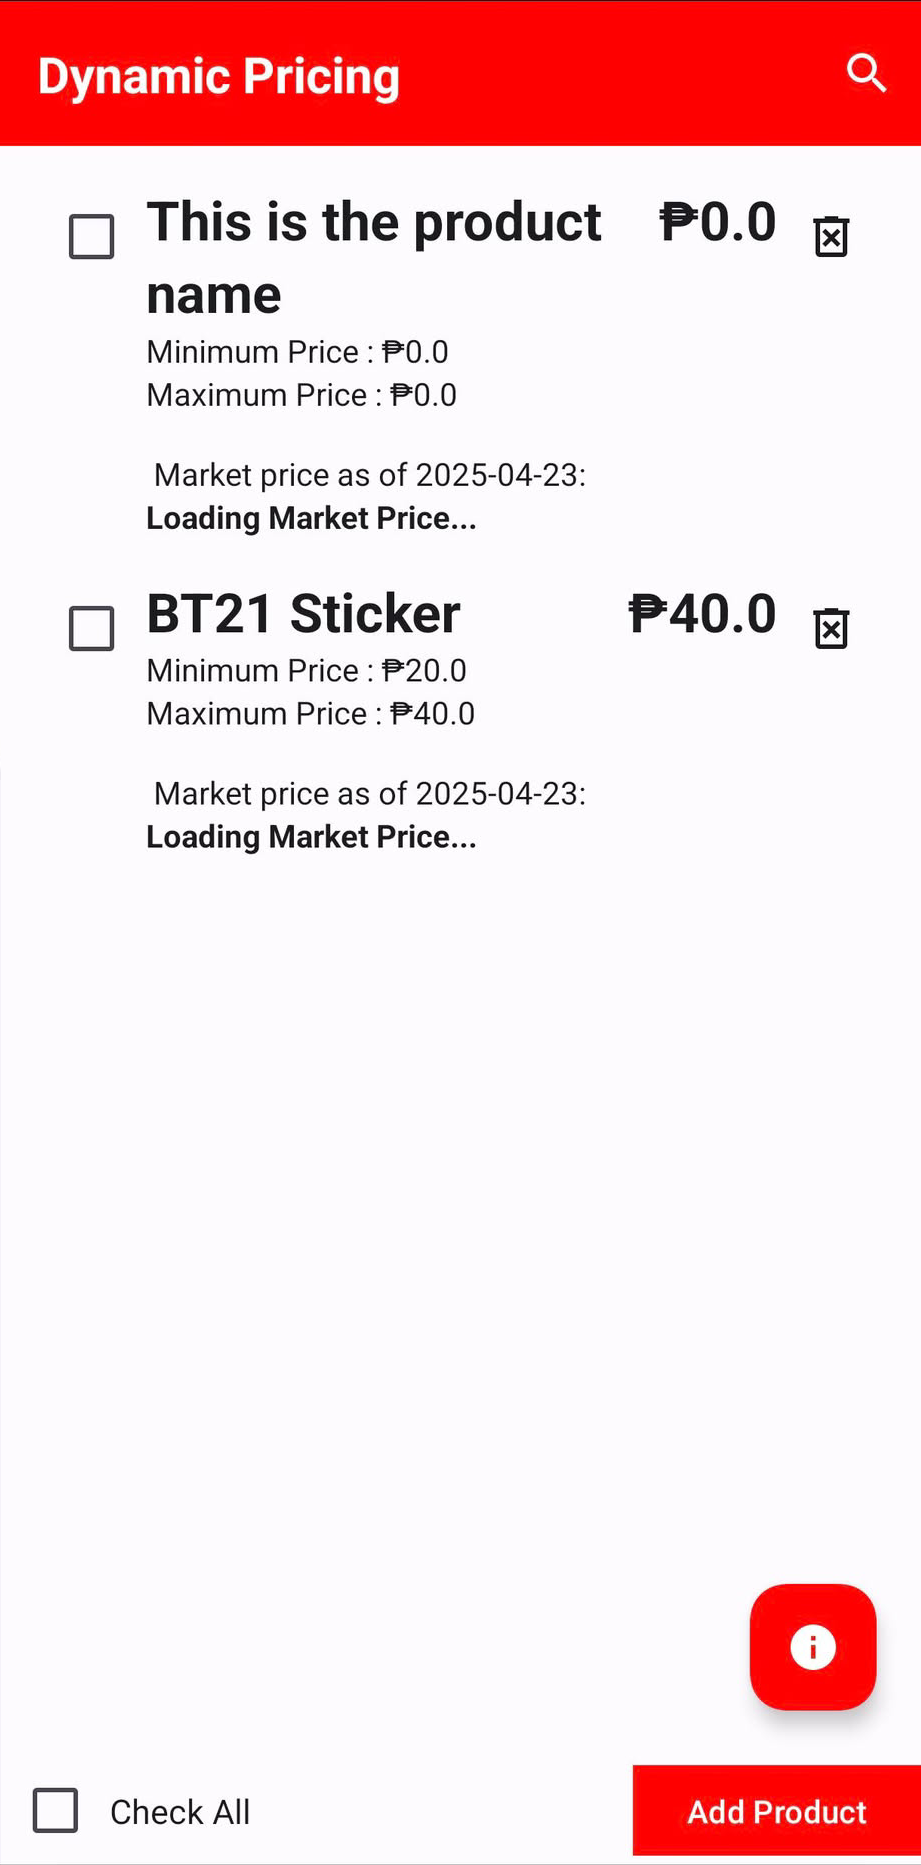 Dynamic Pricing
This is the product ₱0.0
name
Minimum Price : ₱0.0
Maximum Price : ₱0.0
Market price as of 2025-04-23:
Loading Market Price...
BT21 Sticker ₱40.0
Minimum Price : ₱20.0
Maximum Price : ₱40.0
Market price as of 2025-04-23:
Loading Market Price...
Check All Add Product